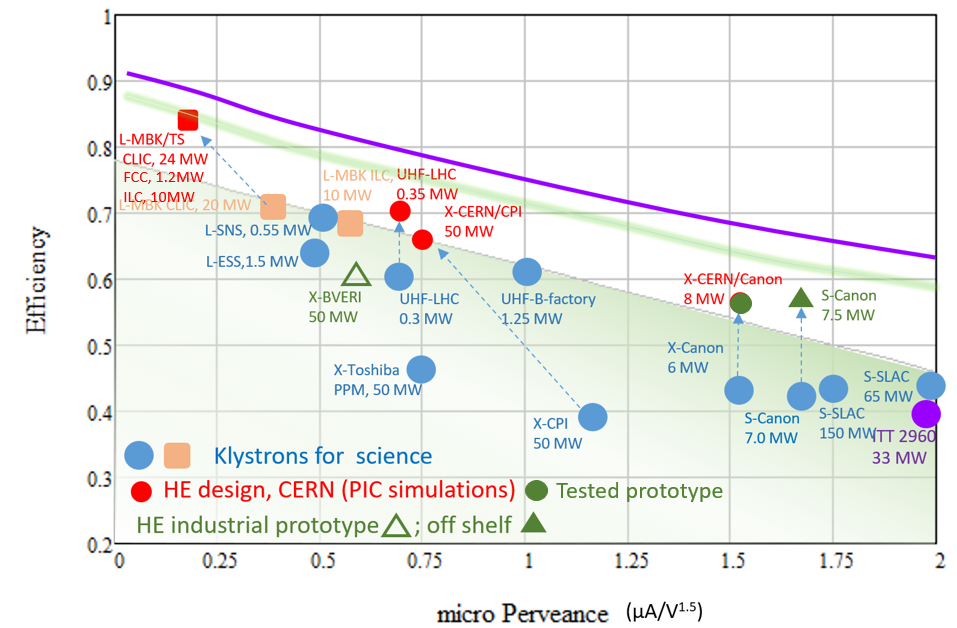 1
0.9
0.8
0.7
0.6
0.5
0.4
0.3
0.2
0
0.25
0.5
0.75
1
1.25
1.5
1.75
2
Efficiency
micro Perveance (μA/V1.5)
L-MBK/TS
CLIC, 24 MW
FCC, 1.2MW
ILC, 10MW
L-MBK CLIC, 20 MW
L-MBK ILC,
10 MW
UHF-LHC
0.35 MW
X-CERN/CPI
50 MW
L-SNS, 0.55 MW
L-ESS,1.5 MW
X-BVERI
50 MW
UHF-LHC
0.3 MW
UHF-B-factory
1.25 MW
X-CERN/Canon
8 MW
S-Canon
7.5 MW
X-Toshiba
PPM, 50 MW
X-Canon
6 MW
X-CPI
50 MW
S-Canon
7.0 MW
S-SLAC
150 MW
S-SLAC
65 MW
ITT 2960
33 MW
Klystrons for science
HE design, CERN (PIC simulations)
Tested prototype
HE industrial prototype ; off shelf